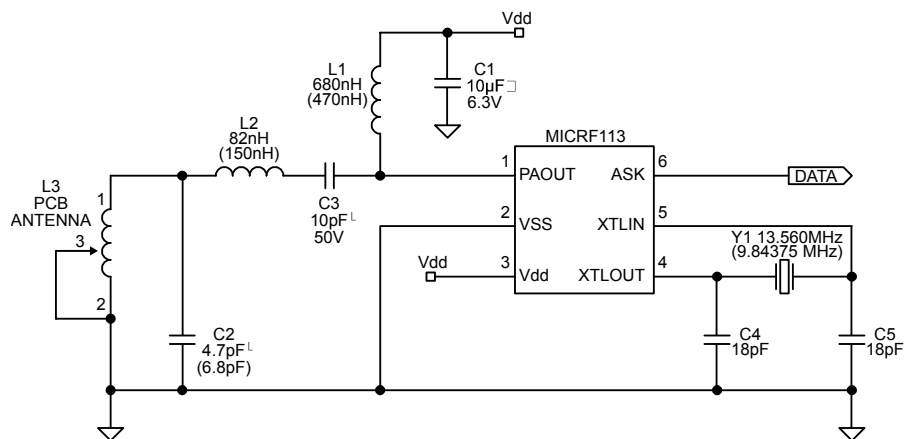 Vdd
L1
680nH
(470nH)
C1
10µF
6.3V
MICRF113
L2
82nH
(150nH)
1
PAOUT
ASK
6
DATA
L3
PCB
ANTENNA
1
3
2
C3
10pF
50V
2
VSS
XTLIN
5
Y1 13.560MHz
(9.84375 MHz)
Vdd
3
Vdd
XTLOUT
4
C2
4.7pF
(6.8pF)
C4
18pF
C5
18pF